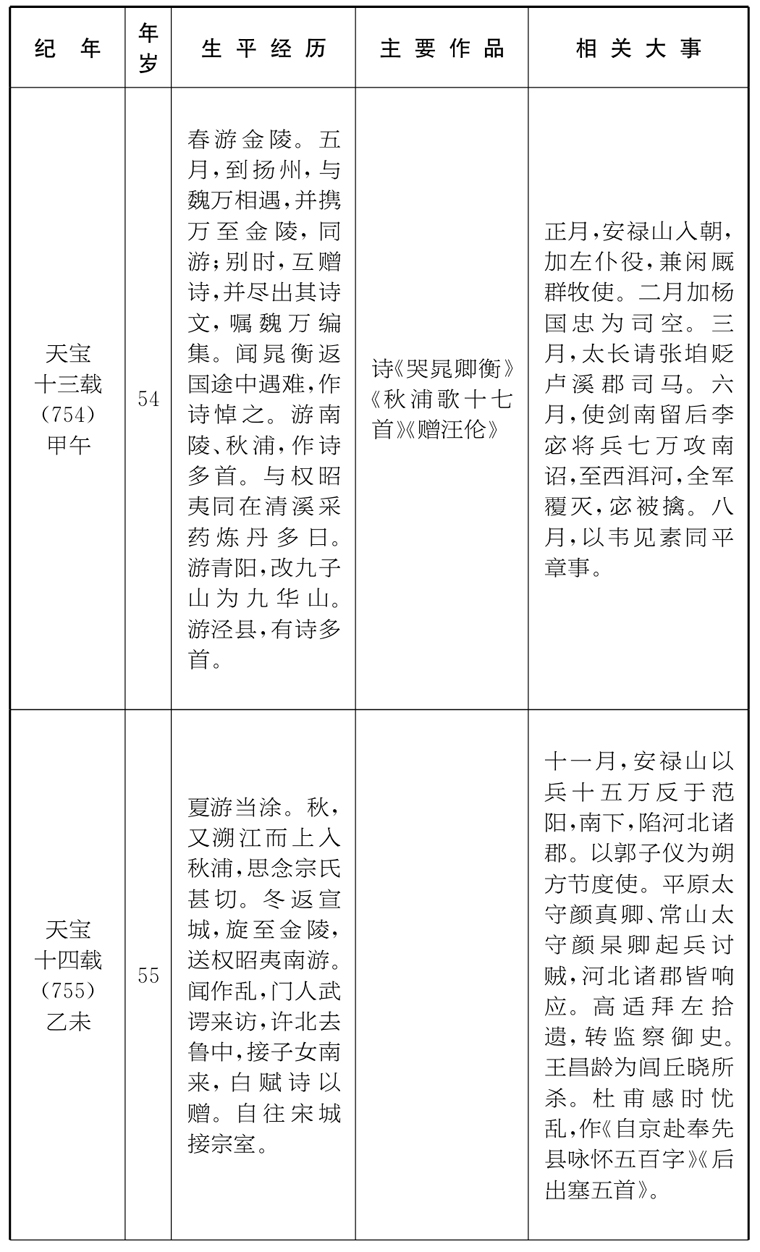 纪 年
年岁
生平经历
主要作品
相关大事
天宝
十三载
（754）
甲午
54
春游金陵。五
月，到扬州，与
魏万相遇，并携
万至金陵，同
游；别时，互赠
诗，并尽出其诗
文，嘱魏万编
集。闻晁衡返
国途中遇难，作
诗悼之。游南
陵、秋浦，作诗
多首。与权昭
夷同在清溪采
药炼丹多日。
游青阳，改九子
山为九华山。
游泾县，有诗多
首。
诗《哭晁卿衡》
《秋浦歌十七
首》《赠汪伦》
正月，安禄山入朝，
加左仆役，兼闲厩
群牧使。二月加杨
国忠为司空。三
月，太长请张垍贬
卢溪郡司马。六
月，使剑南留后李
宓将兵七万攻南
诏，至西洱河，全军
覆灭，宓被擒。八
月，以韦见素同平
章事。
天宝
十四载
（755）
乙未
55
夏游当涂。秋，
又溯江而上入
秋浦，思念宗氏
甚切。冬返宣
城，旋至金陵，
送权昭夷南游。
闻作乱，门人武
谔来访，许北去
鲁中，接子女南
来，白赋诗以
赠。自往宋城
接宗室。
十一月，安禄山以
兵十五万反于范
阳，南下，陷河北诸
郡。以郭子仪为朔
方节度使。平原太
守颜真卿、常山太
守颜杲卿起兵讨
贼，河北诸郡皆响
应。高适拜左拾
遗，转监察御史。
王昌龄为闾丘晓所
杀。杜甫感时忧
乱，作《自京赴奉先
县咏怀五百字》《后
出塞五首》。